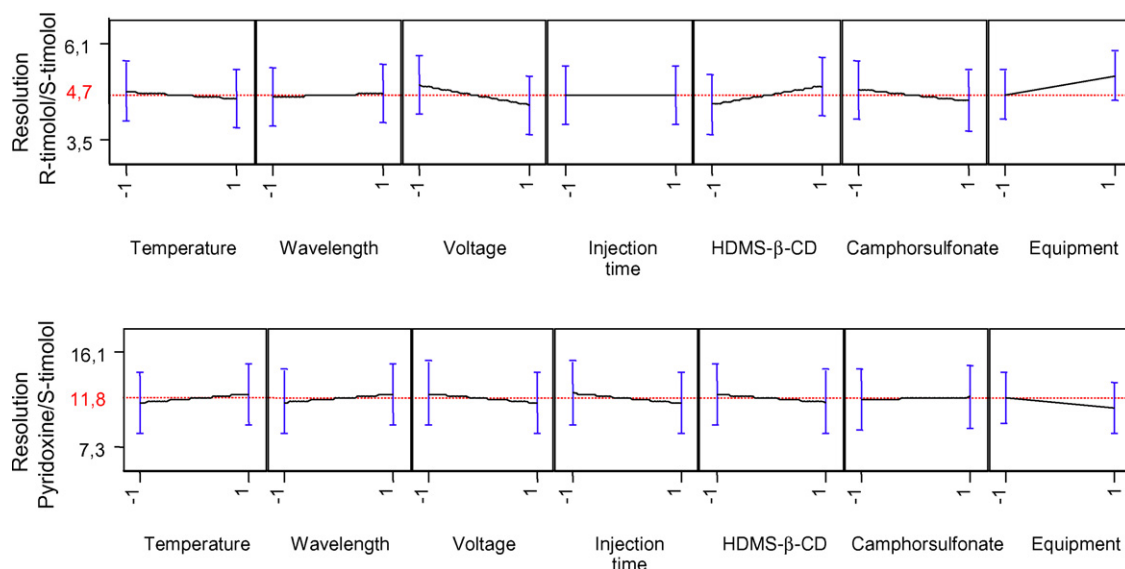 Resolution
R-timolol/S-timolol
6,1
4,7
3,5
-1 1 -1 1 -1 1 -1 1 -1 1 -1 1 -1 1
Temperature Wavelength Voltage Injection time HDMS-β-CD Camphorsulfonate Equipment
Resolution
Pyridoxine/S-timolol
16,1
11,8
7,3
-1 1 -1 1 -1 1 -1 1 -1 1 -1 1 -1 1
Temperature Wavelength Voltage Injection time HDMS-β-CD Camphorsulfonate Equipment